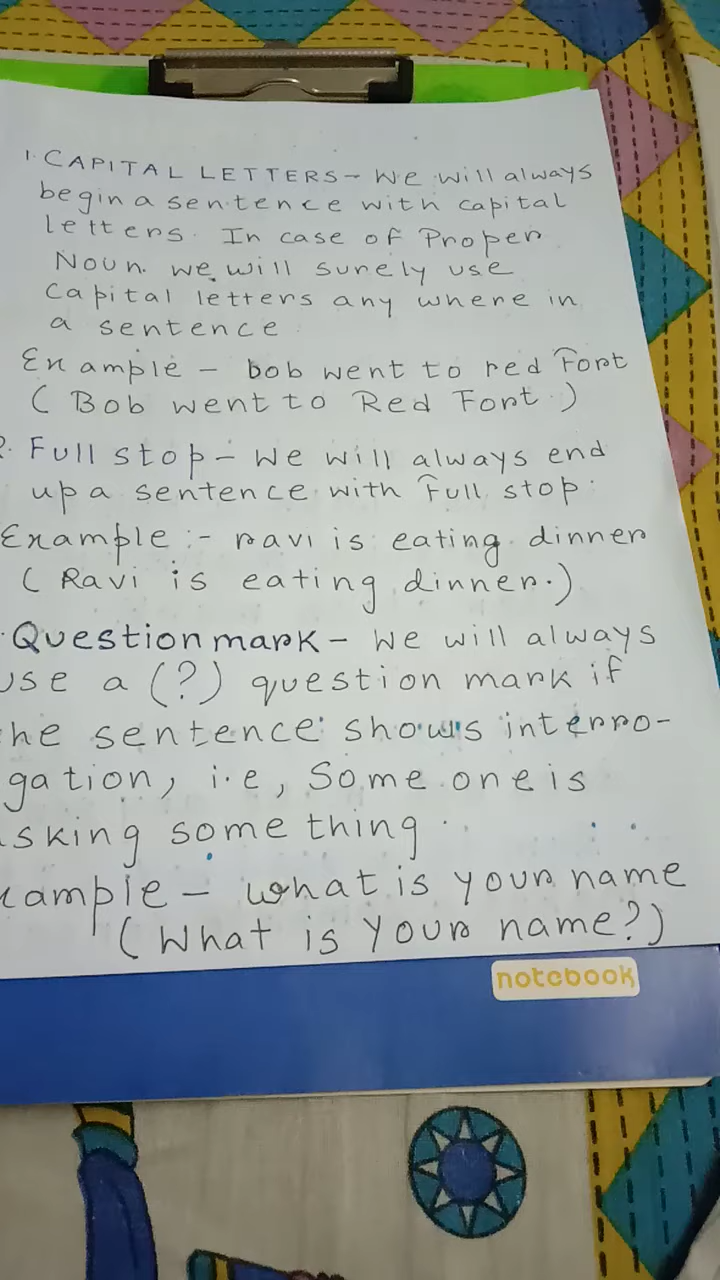 1. CAPITAL LETTERS - We will always
begin a sentence with capital
letters. In case of Proper
Noun. we will surely use
capital letters any where in
a sentence
Example - bob went to red Fort
( Bob went to Red Fort.)
2. Full stop - We will always end
up a sentence with Full stop.
Example :- ravi is eating dinner
( Ravi is eating dinner.)
Question mark - We will always
use a (?) question mark if
the sentence shows interro-
gation, i.e, Some one is
asking something.
Example - what is your name
(What is Your name?)
notebook